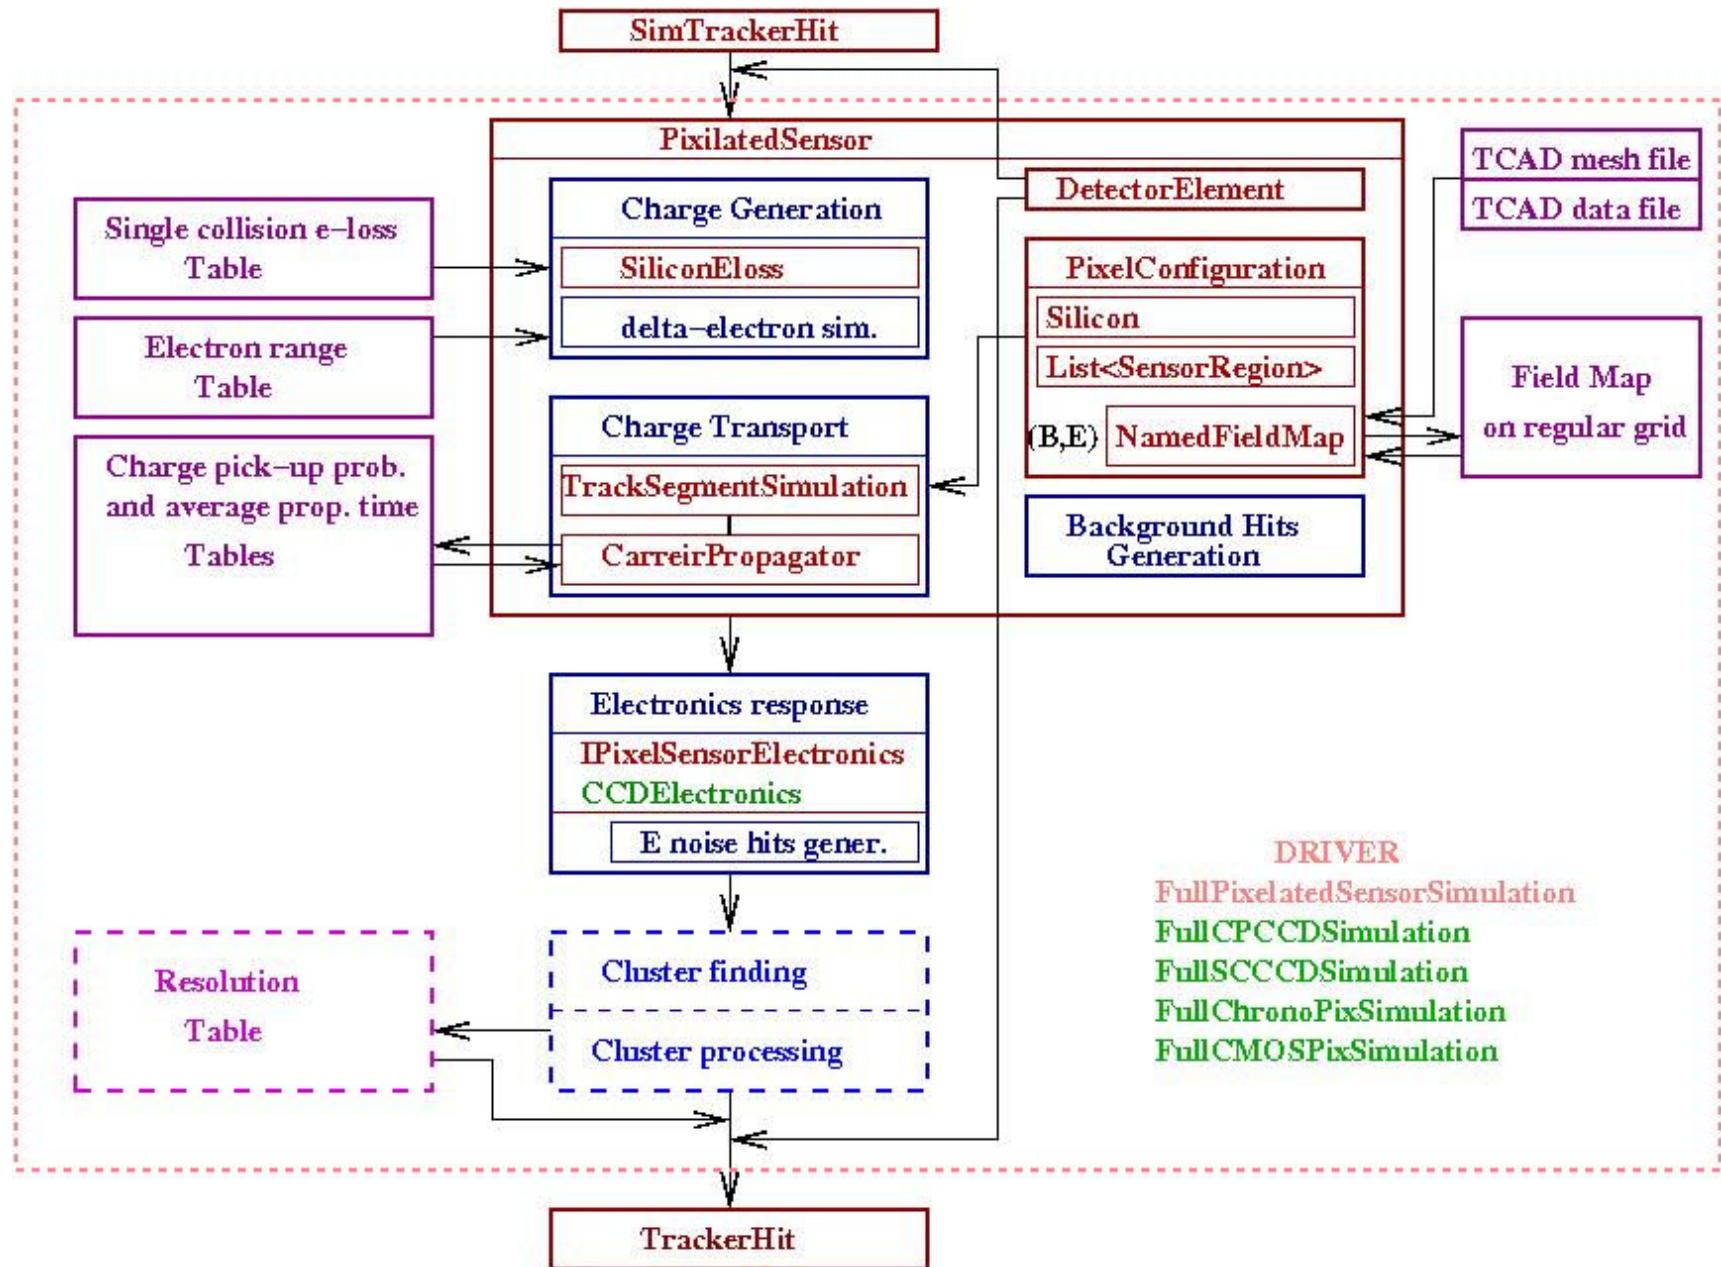 SimTrackerHit
PixilatedSensor
Charge Generation
SiliconEloss
delta-electron sim.
Charge Transport
TrackSegmentSimulation
CarreirPropagator
DetectorElement
PixelConfiguration
Silicon
List<SensorRegion>
(B,E) NamedFieldMap
Background Hits
Generation
TCAD mesh file
TCAD data file
Field Map
on regular grid
Single collision e-loss
Table
Electron range
Table
Charge pick-up prob.
and average prop. time
Tables
Electronics response
IPixelSensorElectronics
CCDElectronics
E noise hits gener.
Cluster finding
Cluster processing
Resolution
Table
DRIVER
FullPixelatedSensorSimulation
FullCPCCDSimulation
FullSCCCDSimulation
FullChronoPixSimulation
FullCMOSPixSimulation
TrackerHit